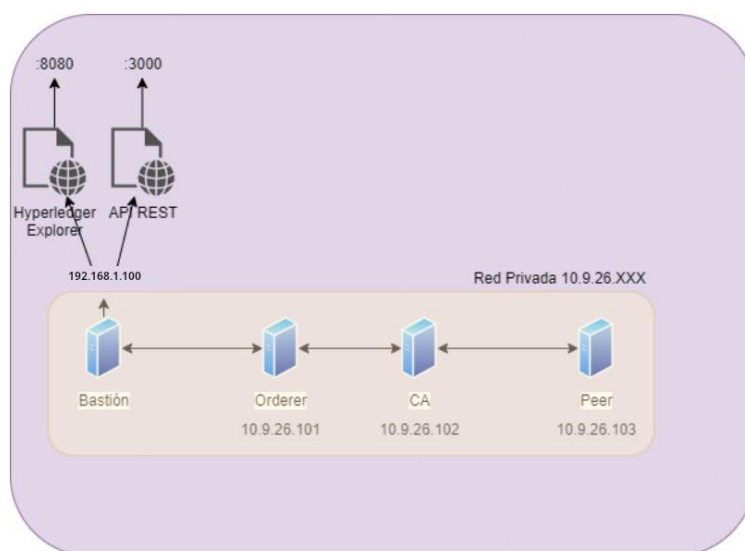 :8080
:3000
Hyperledger
Explorer
API REST
192.168.1.100
Red Privada 10.9.26.XXX
Bastión
Orderer
CA
Peer
10.9.26.101
10.9.26.102
10.9.26.103